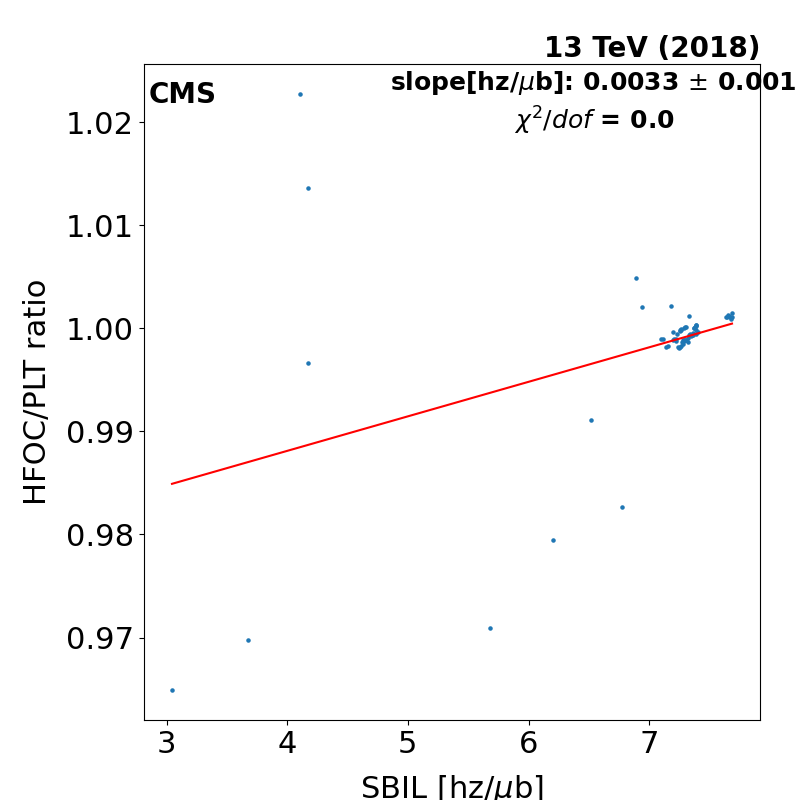 13 TeV (2018)
CMS
slope[hz/μb]: 0.0033 ± 0.001
χ²/dof = 0.0
HFOC/PLT ratio
1.02
1.01
1.00
0.99
0.98
0.97
3 4 5 6 7
SBIL [hz/μb]